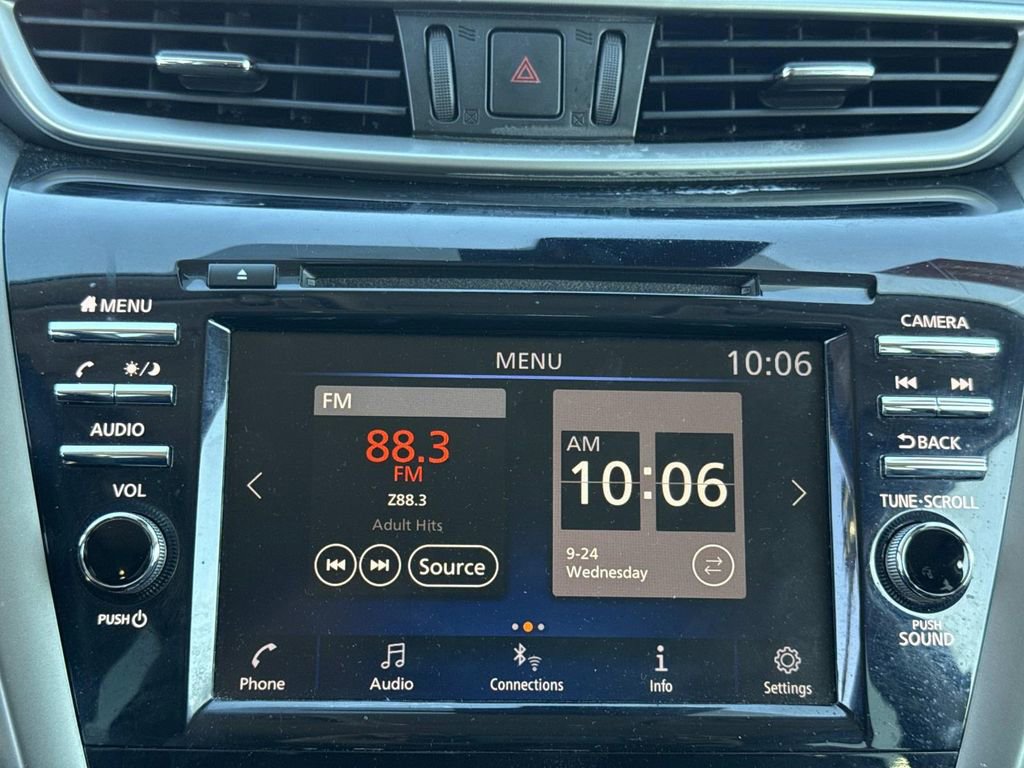 MENU
CAMERA
AUDIO
BACK
VOL
TUNE·SCROLL
PUSH
PUSH
SOUND
MENU
10:06
FM
88.3
FM
Z88.3
Adult Hits
Source
AM
10:06
9-24
Wednesday
Phone
Audio
Connections
Info
Settings